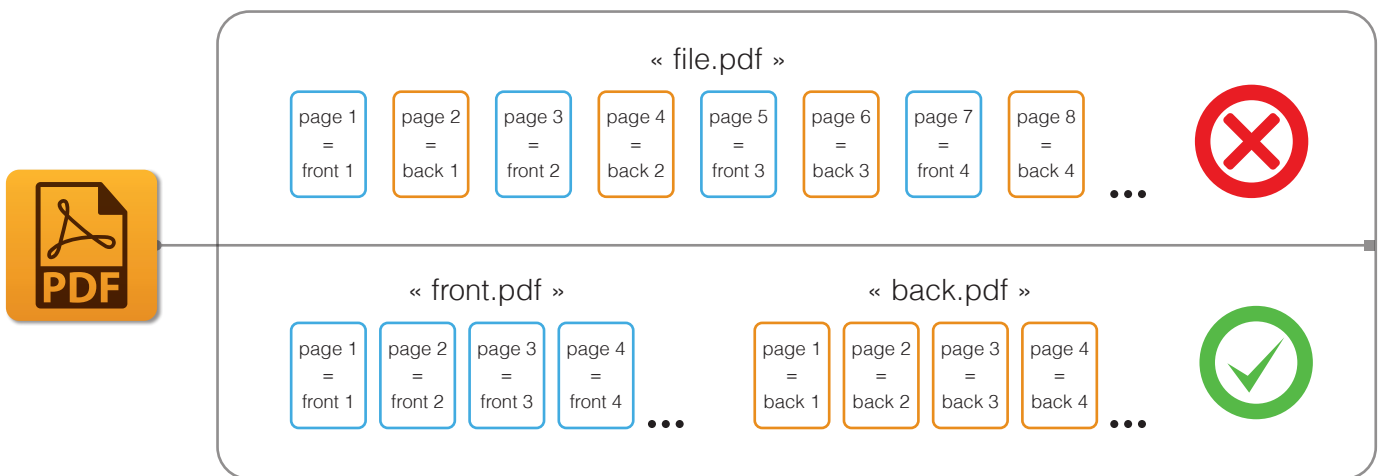 « file.pdf »
page 1 page 2 page 3 page 4 page 5 page 6 page 7 page 8
= = = = = = = =
front 1 back 1 front 2 back 2 front 3 back 3 front 4 back 4
•••
PDF
« front.pdf » « back.pdf »
page 1 page 2 page 3 page 4 page 1 page 2 page 3 page 4
= = = = = = = =
front 1 front 2 front 3 front 4 back 1 back 2 back 3 back 4
••• •••